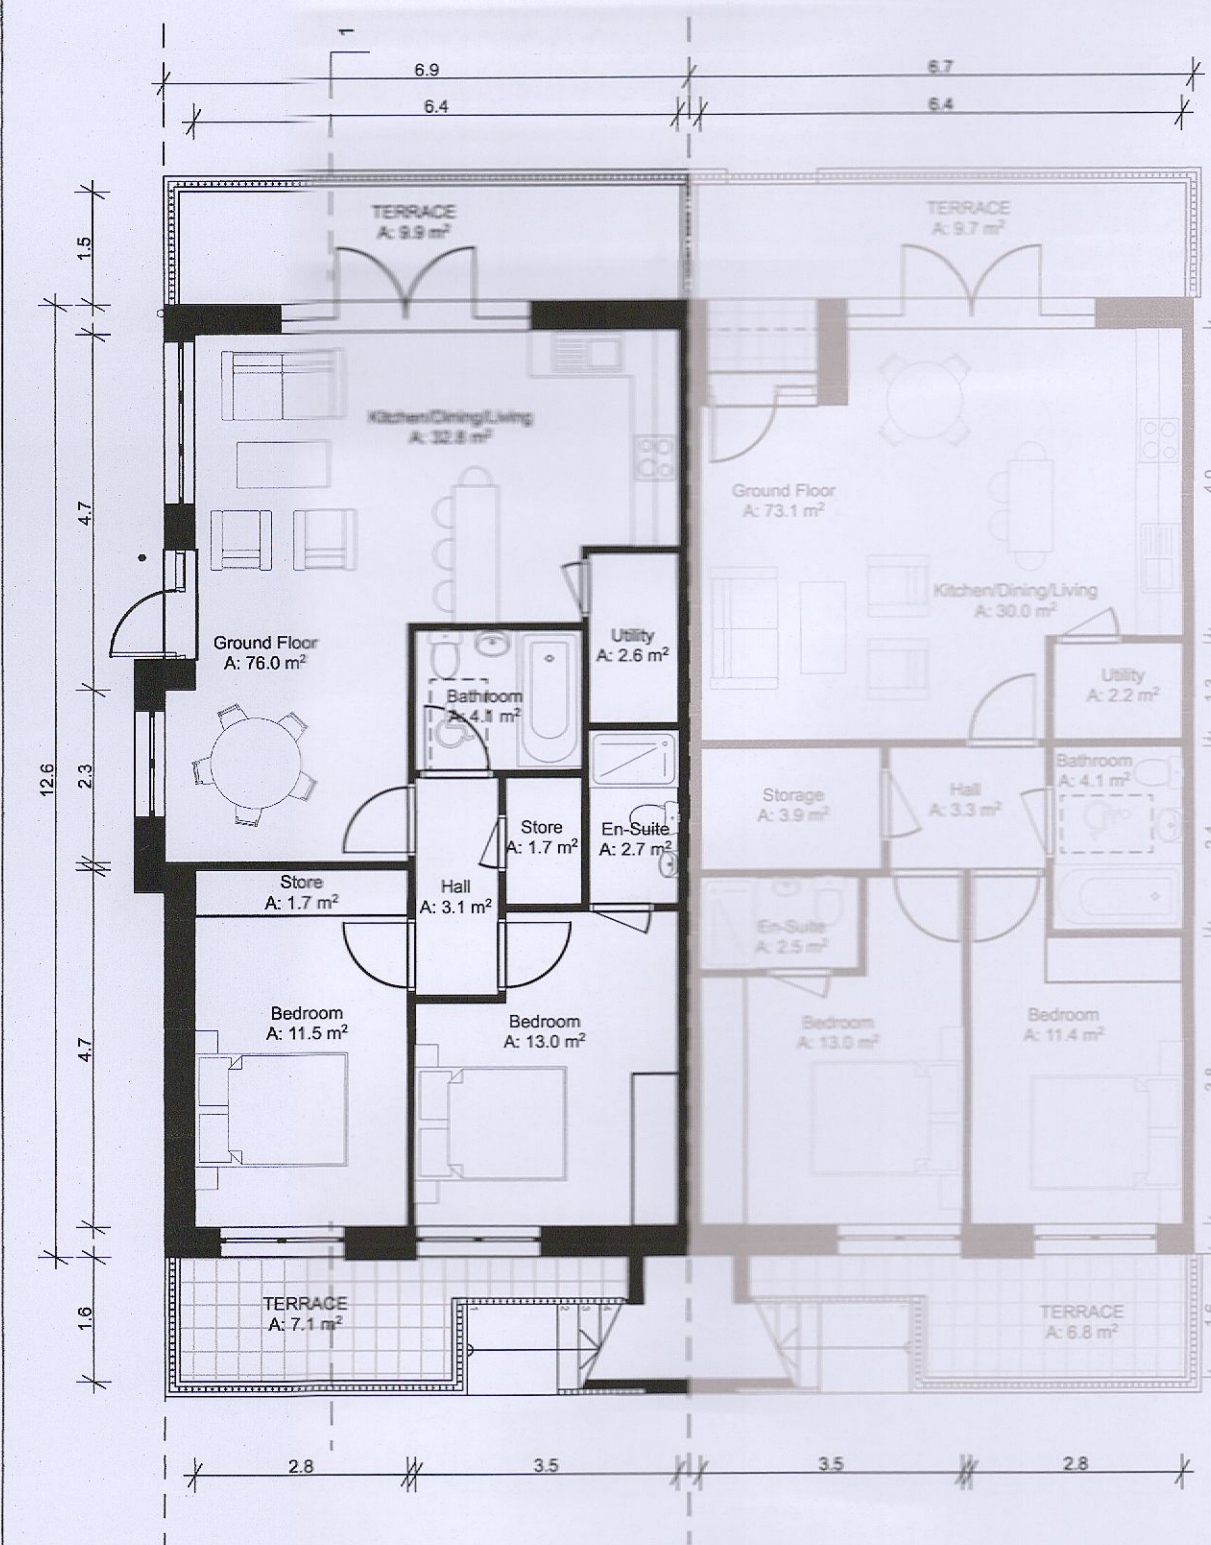 1
6.9
6.7
6.4
6.4
TERRACE
A: 9.9 m²
TERRACE
A: 9.7 m²
1.5
Kitchen/Dining/Living
A: 32.8 m²
4.7
Ground Floor
A: 73.1 m²
Kitchen/Dining/Living
A: 30.0 m²
Ground Floor
A: 76.0 m²
Utility
A: 2.6 m²
Utility
A: 2.2 m²
Bathroom
A: 4.1 m²
12.6
2.3
Bathroom
A: 4.1 m²
Storage
A: 3.9 m²
Hall
A: 3.3 m²
Store
A: 1.7 m²
En-Suite
A: 2.7 m²
Store
A: 1.7 m²
Hall
A: 3.1 m²
En-Suite
A: 2.5 m²
4.7
Bedroom
A: 11.5 m²
Bedroom
A: 13.0 m²
Bedroom
A: 13.0 m²
Bedroom
A: 11.4 m²
1.6
TERRACE
A: 7.1 m²
1 2 3 4
TERRACE
A: 6.8 m²
2.8
3.5
3.5
2.8